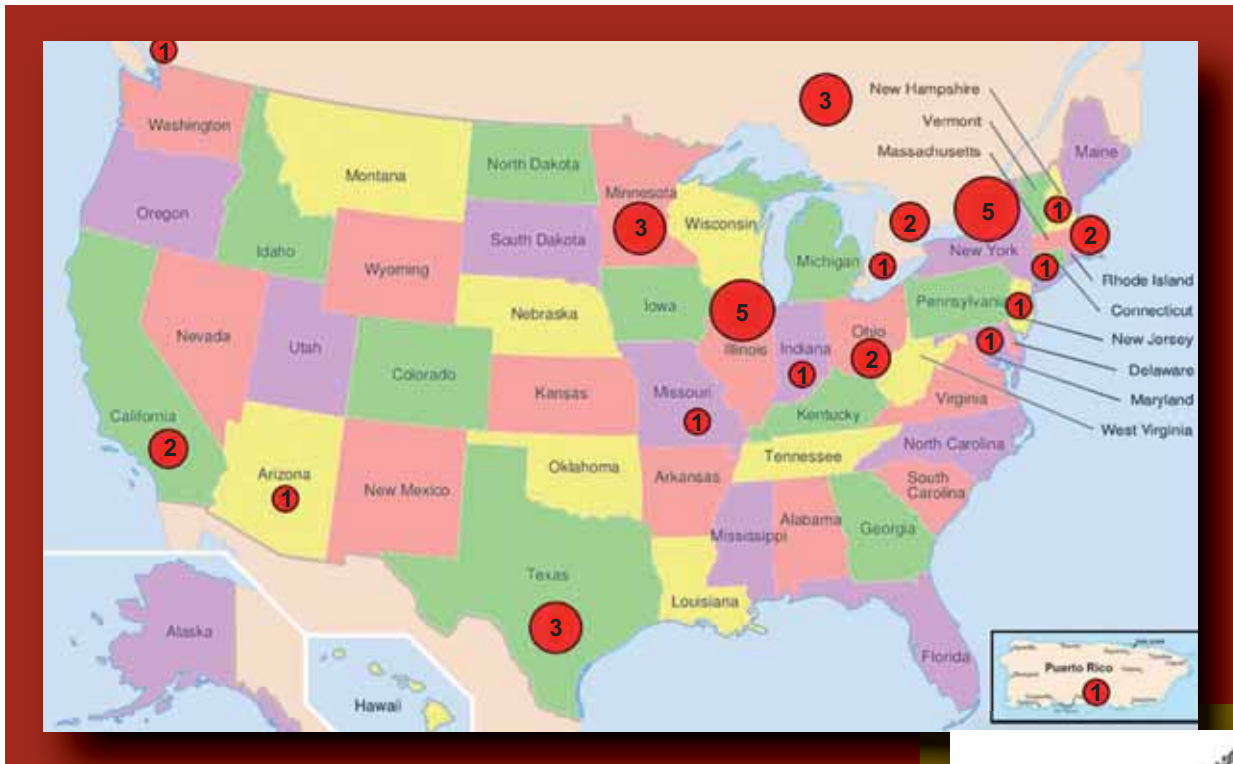 1
3
New Hampshire
Vermont
Massachusetts
Maine
Washington
Montana
North Dakota
Minnesota
3
Oregon
Idaho
South Dakota
Wisconsin
Michigan
2
5
1
2
New York
1
1
Wyoming
Iowa
5
Nebraska
Pennsylvania
1
Rhode Island
Connecticut
New Jorsey
Delaware
Maryland
West Virginia
Nevada
Utah
Colorado
Kansas
Missouri
1
Illinois
Indiana
1
Ohio
2
1
Kentucky
Virginia
California
2
Arizona
1
New Mexico
Oklahoma
Arkansas
Tennessee
North Carolina
South
Carolina
Mississippi
Alabama
Georgia
Texas
3
Louisiana
Florida
Alaska
Hawaii
Puerto Rico
1